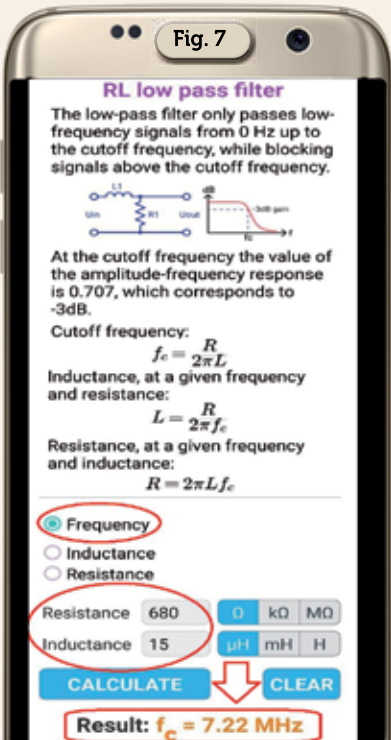 Fig. 7
RL low pass filter
The low-pass filter only passes low-
frequency signals from 0 Hz up to
the cutoff frequency, while blocking
signals above the cutoff frequency.
L1
Uin
R1
Uout
dB
-3dB gain
fc
f
At the cutoff frequency the value of
the amplitude-frequency response
is 0.707, which corresponds to
-3dB.
Cutoff frequency:
f_c = R / 2πL
Inductance, at a given frequency
and resistance:
L = R / 2πf_c
Resistance, at a given frequency
and inductance:
R = 2πLf_c
Frequency
Inductance
Resistance
Resistance 680 Ω kΩ MΩ
Inductance 15 μH mH H
CALCULATE CLEAR
Result: f_c = 7.22 MHz